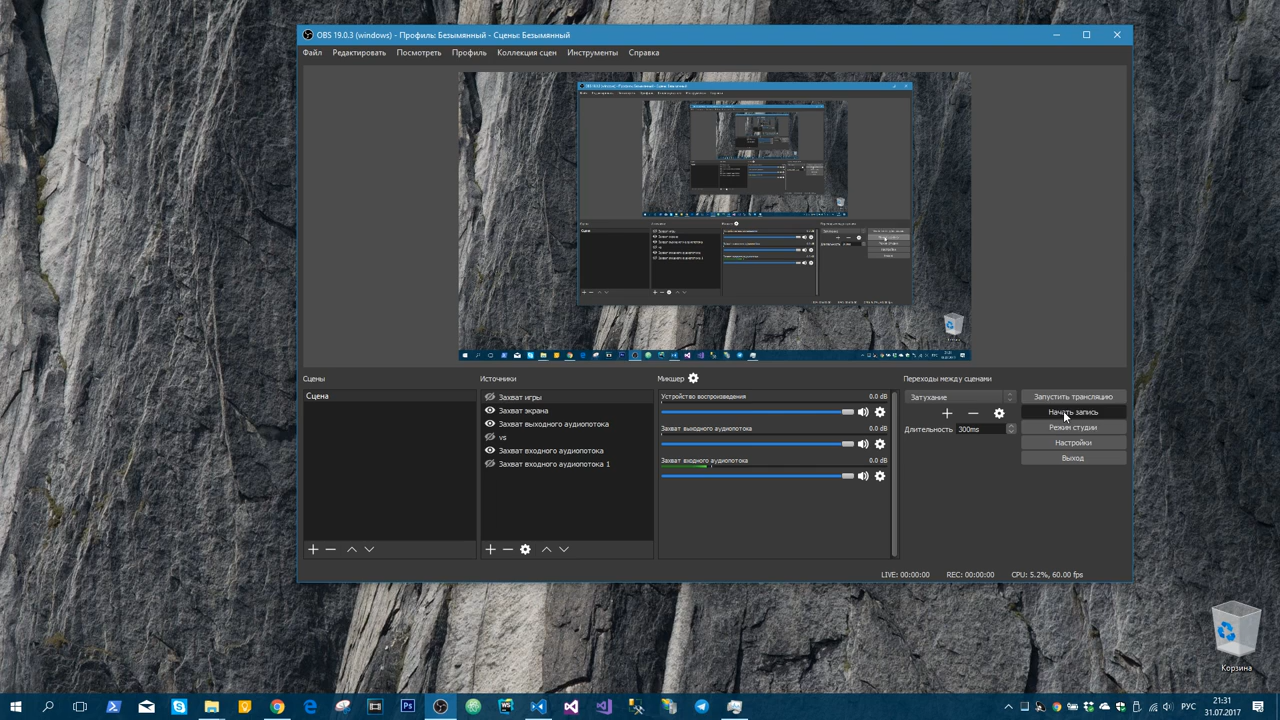 OBS 19.0.3 (windows) - Профиль: Безымянный - Сцены: Безымянный
Файл Редактировать Посмотреть Профиль Коллекция сцен Инструменты Справка
Сцены
Сцена
Источники
Захват игры
Захват экрана
Захват выходного аудиопотока
vs
Захват входного аудиопотока
Захват входного аудиопотока 1
Микшер
Устройство воспроизведения 0.0 dB
Захват выходного аудиопотока 0.0 dB
Захват входного аудиопотока 0.0 dB
Переходы между сценами
Затухание
Длительность 300ms
Запустить трансляцию
Начать запись
Режим студии
Настройки
Выход
LIVE: 00:00:00 REC: 00:00:00 CPU: 5.2%, 60.00 fps
Корзина
Ps
WS
РУС
21:31
31.07.2017